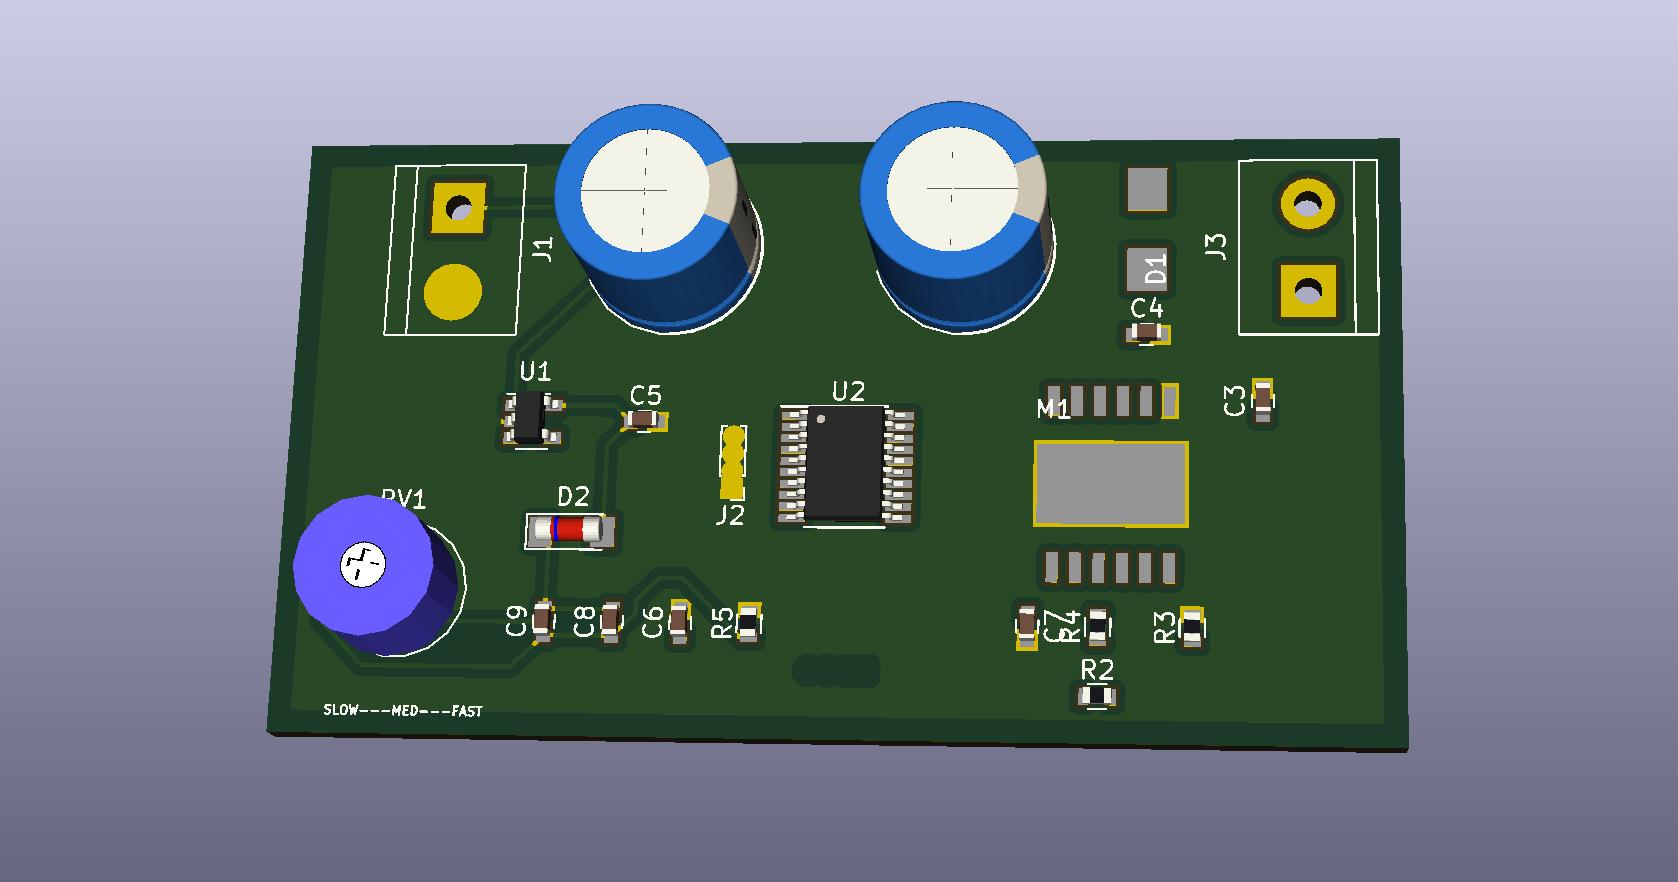 J1
D1
J3
C4
U1
C5
U2
M1
C3
RV1
D2
J2
C9
C8
C6
R5
C7
R4
R3
R2
SLOW---MED---FAST